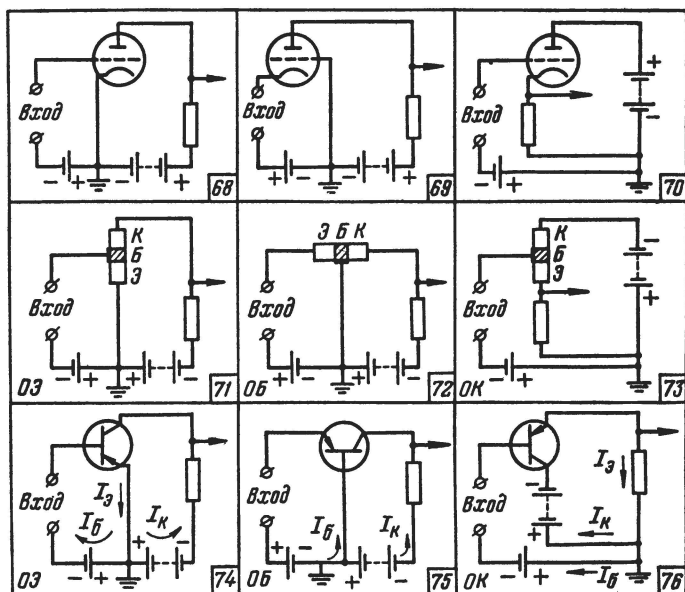 Вход
- + - + 68
Вход
+ - - + 69
Вход
+
-
- + 70
К
Б
Э
Вход
- + + -
ОЭ 71
Э Б К
Вход
+ - + -
ОБ 72
К
Б
Э
-
+
Вход
- +
ОК 73
Вход
Iэ
Iб
Iк
- + + -
ОЭ 74
Вход
Iб
Iк
+ - + -
ОБ 75
Вход
-
+
Iэ
Iк
- + Iб
ОК 76